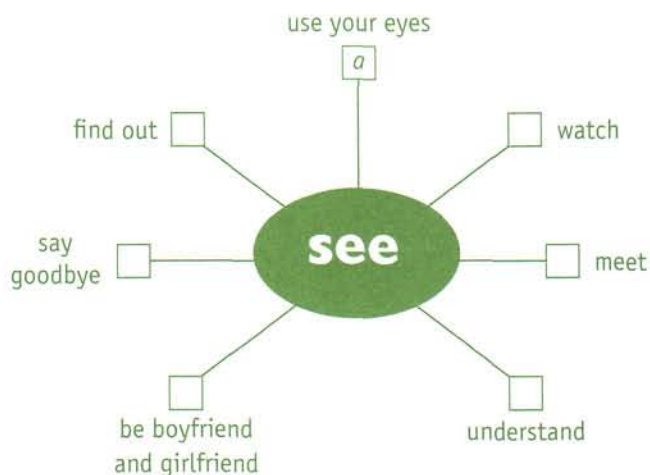 use your eyes
a
find out
watch
see
say
goodbye
meet
be boyfriend
and girlfriend
understand